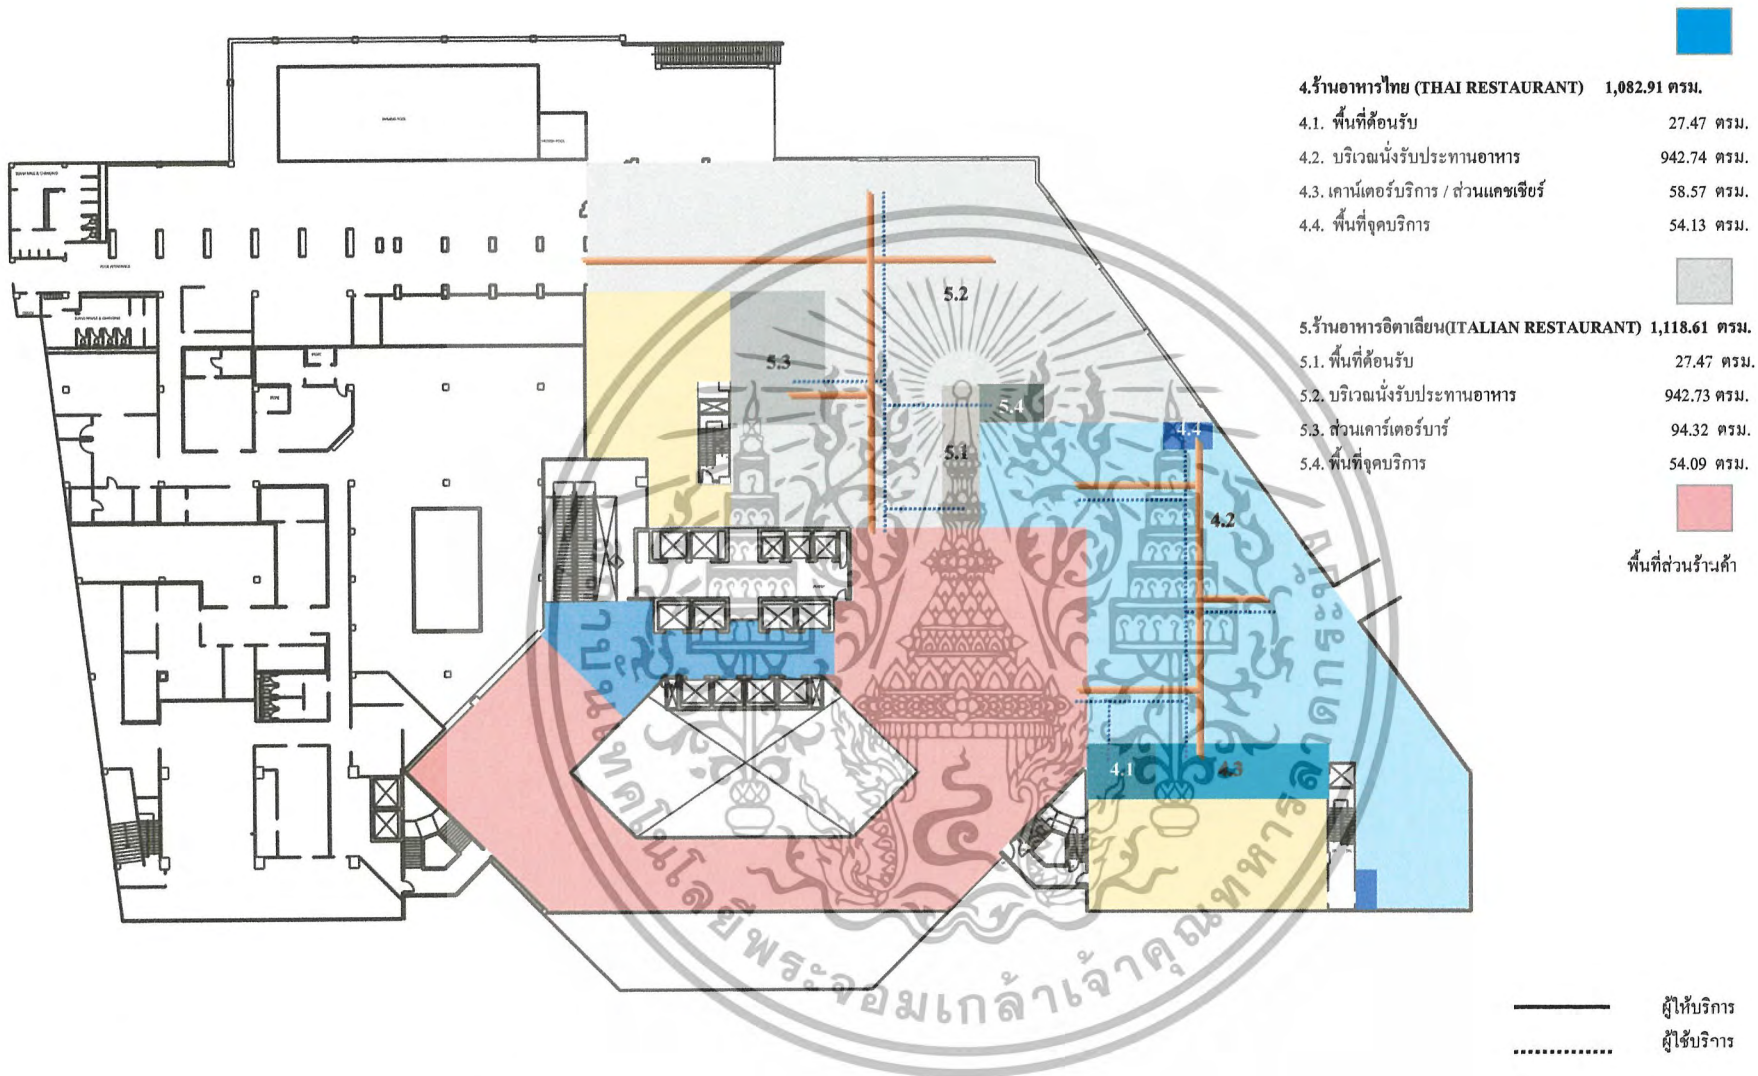 4.ร้านอาหารไทย (THAI RESTAURANT) 1,082.91 ตรม.
4.1. พื้นที่ต้อนรับ 27.47 ตรม.
4.2. บริเวณนั่งรับประทานอาหาร 942.74 ตรม.
4.3. เคาน์เตอร์บริการ / ส่วนแคชเชียร์ 58.57 ตรม.
4.4. พื้นที่จุดบริการ 54.13 ตรม.
5.ร้านอาหารอิตาเลียน(ITALIAN RESTAURANT) 1,118.61 ตรม.
5.1. พื้นที่ต้อนรับ 27.47 ตรม.
5.2. บริเวณนั่งรับประทานอาหาร 942.73 ตรม.
5.3. ส่วนเคาร์เตอร์บาร์ 94.32 ตรม.
5.4. พื้นที่จุดบริการ 54.09 ตรม.
พื้นที่ส่วนร้านค้า
5.2
5.3
5.4
4.4
5.1
4.2
4.1
4.3
ผู้ให้บริการ
ผู้ใช้บริการ